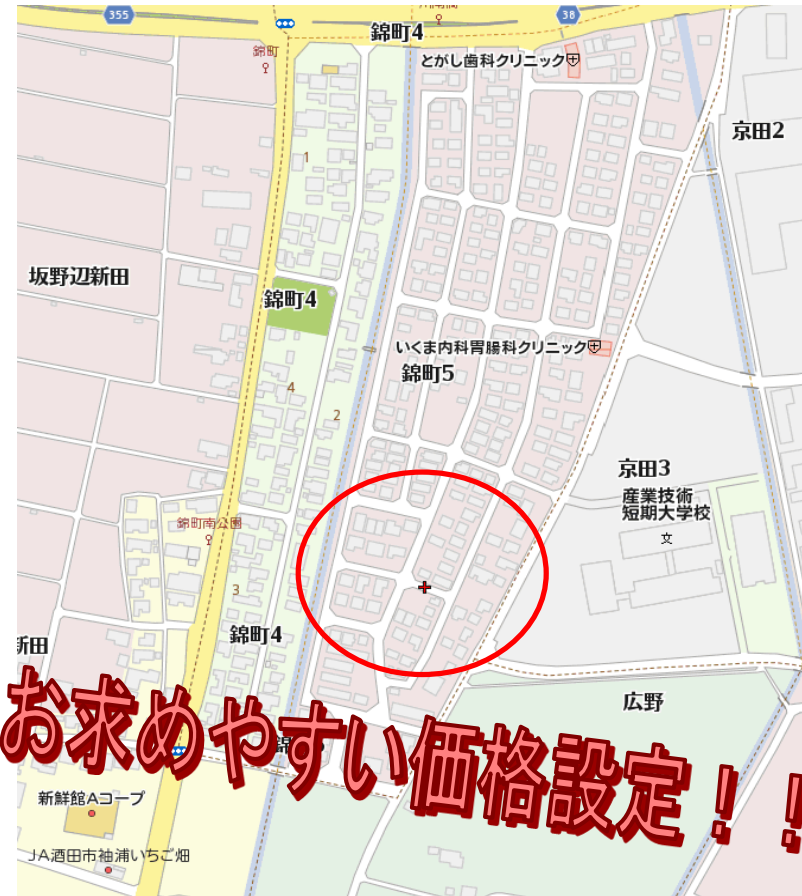 355
38
錦町4
錦町
とがし歯科クリニック
京田2
1
坂野辺新田
錦町4
いくま内科胃腸科クリニック
錦町5
4
2
京田3
産業技術
短期大学校
文
錦町南公園
3
錦町4
新田
広野
お求めやすい価格設定！！
新鮮館Aコープ
JA酒田市袖浦いちご畑